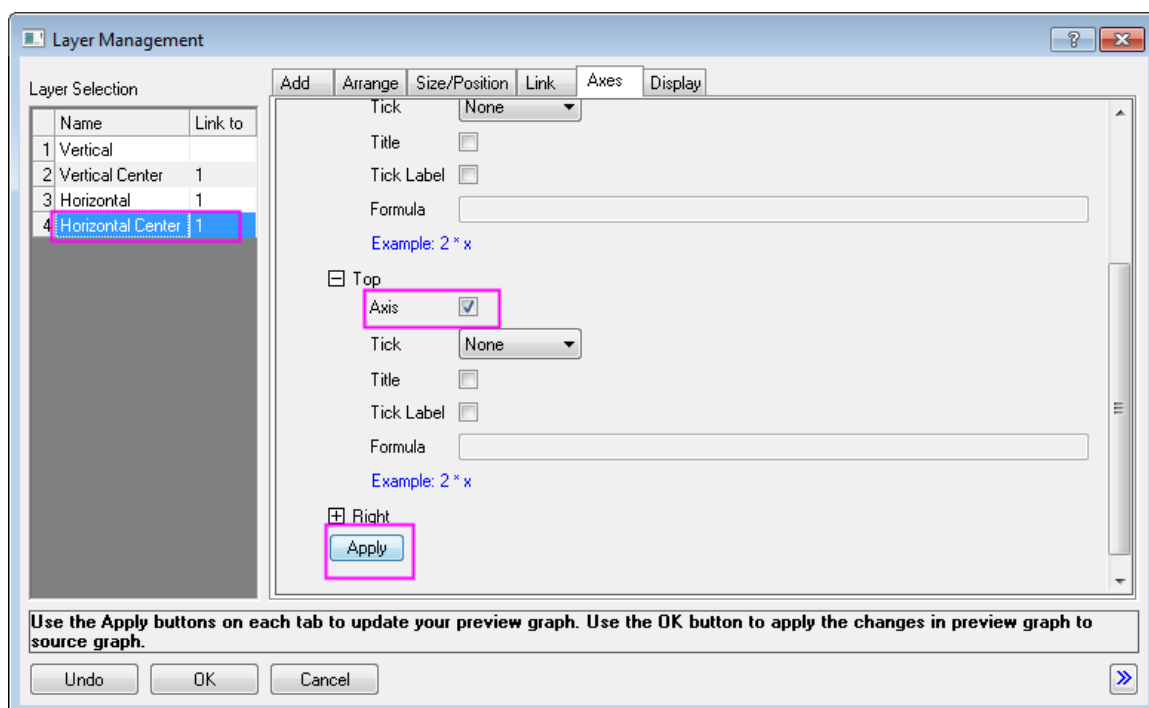 Layer Management
Layer Selection
Add Arrange Size/Position Link Axes Display
Name Link to
1 Vertical
2 Vertical Center 1
3 Horizontal 1
4 Horizontal Center 1
Tick None
Title
Tick Label
Formula
Example: 2 * x
Top
Axis
Tick None
Title
Tick Label
Formula
Example: 2 * x
Right
Apply
Use the Apply buttons on each tab to update your preview graph. Use the OK button to apply the changes in preview graph to
source graph.
Undo OK Cancel